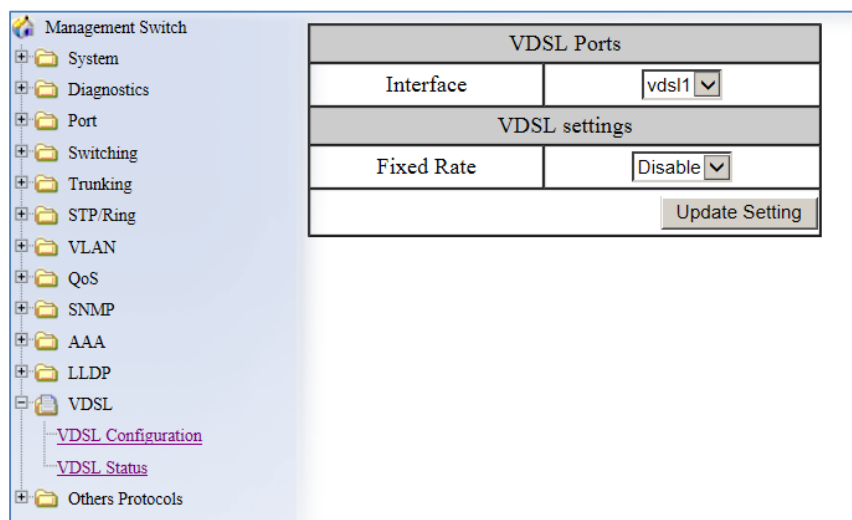 Management Switch
System
Diagnostics
Port
Switching
Trunking
STP/Ring
VLAN
QoS
SNMP
AAA
LLDP
VDSL
VDSL Configuration
VDSL Status
Others Protocols
VDSL Ports
Interface vdsl1
VDSL settings
Fixed Rate Disable
Update Setting